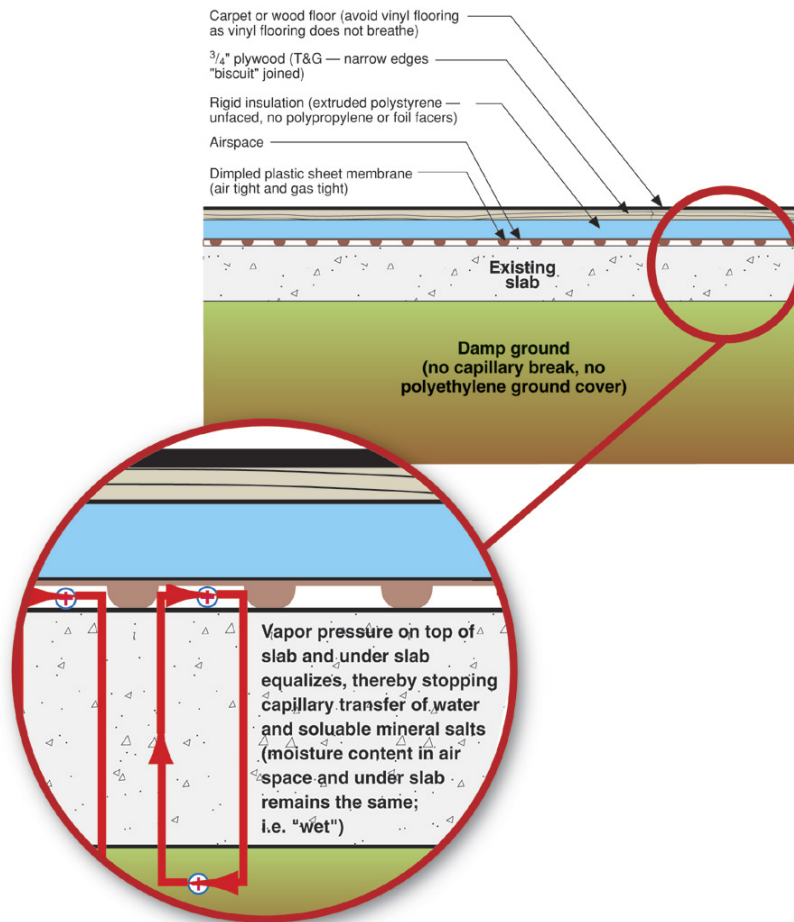 Carpet or wood floor (avoid vinyl flooring
as vinyl flooring does not breathe)
3/4" plywood (T&G — narrow edges
"biscuit" joined)
Rigid insulation (extruded polystyrene —
unfaced, no polypropylene or foil facers)
Airspace
Dimpled plastic sheet membrane
(air tight and gas tight)
Existing
slab
Damp ground
(no capillary break, no
polyethylene ground cover)
Vapor pressure on top of
slab and under slab
equalizes, thereby stopping
capillary transfer of water
and soluable mineral salts
(moisture content in air
space and under slab
remains the same;
i.e. "wet")